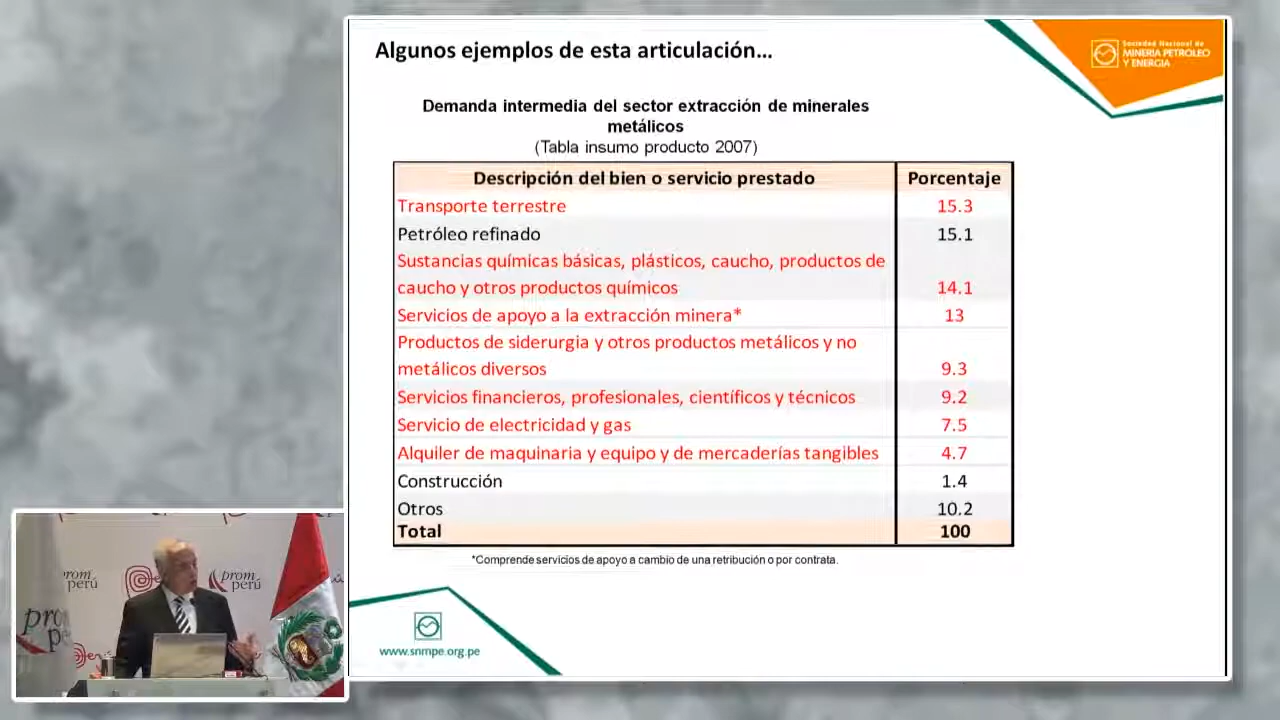 Algunos ejemplos de esta articulación...
Sociedad Nacional de
MINERÍA PETRÓLEO
Y ENERGÍA
Demanda intermedia del sector extracción de minerales
metálicos
(Tabla insumo producto 2007)
Descripción del bien o servicio prestado Porcentaje
Transporte terrestre 15.3
Petróleo refinado 15.1
Sustancias químicas básicas, plásticos, caucho, productos de
caucho y otros productos químicos 14.1
Servicios de apoyo a la extracción minera* 13
Productos de siderurgia y otros productos metálicos y no
metálicos diversos 9.3
Servicios financieros, profesionales, científicos y técnicos 9.2
Servicio de electricidad y gas 7.5
Alquiler de maquinaria y equipo y de mercaderías tangibles 4.7
Construcción 1.4
Otros 10.2
Total 100
*Comprende servicios de apoyo a cambio de una retribución o por contrata.
www.snmpe.org.pe
prom
perú